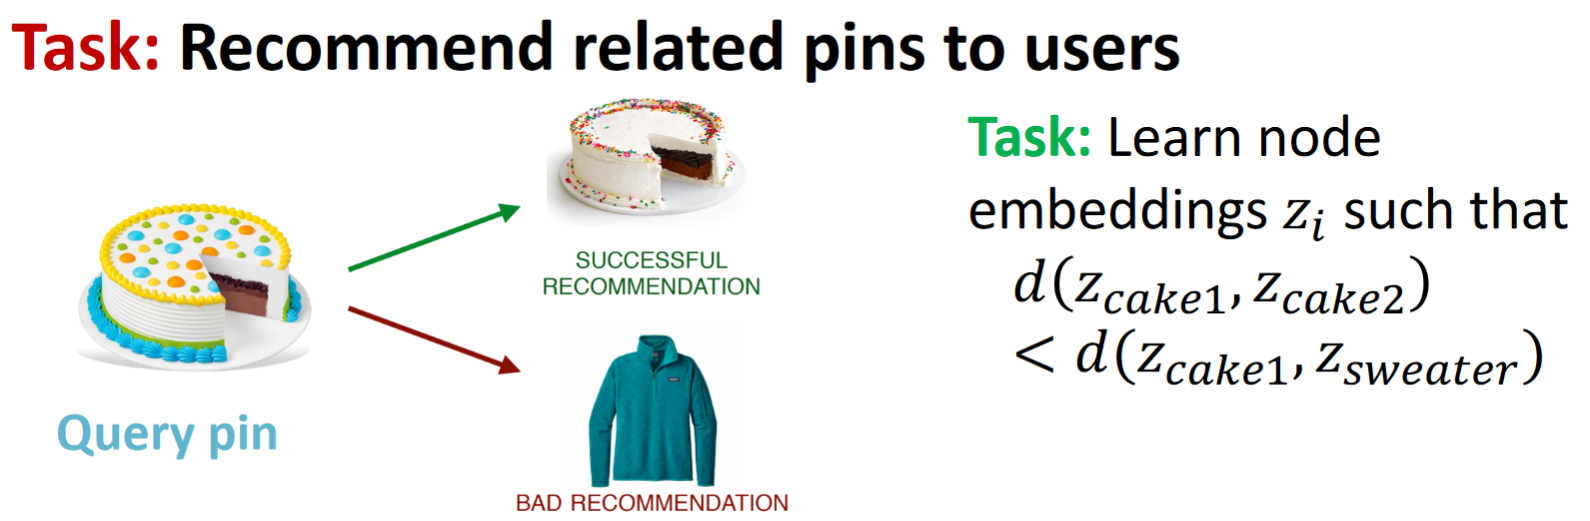 Task: Recommend related pins to users
Query pin
SUCCESSFUL
RECOMMENDATION
BAD RECOMMENDATION
Task: Learn node
embeddings z_i such that
d(z_{cake1}, z_{cake2})
< d(z_{cake1}, z_{sweater})